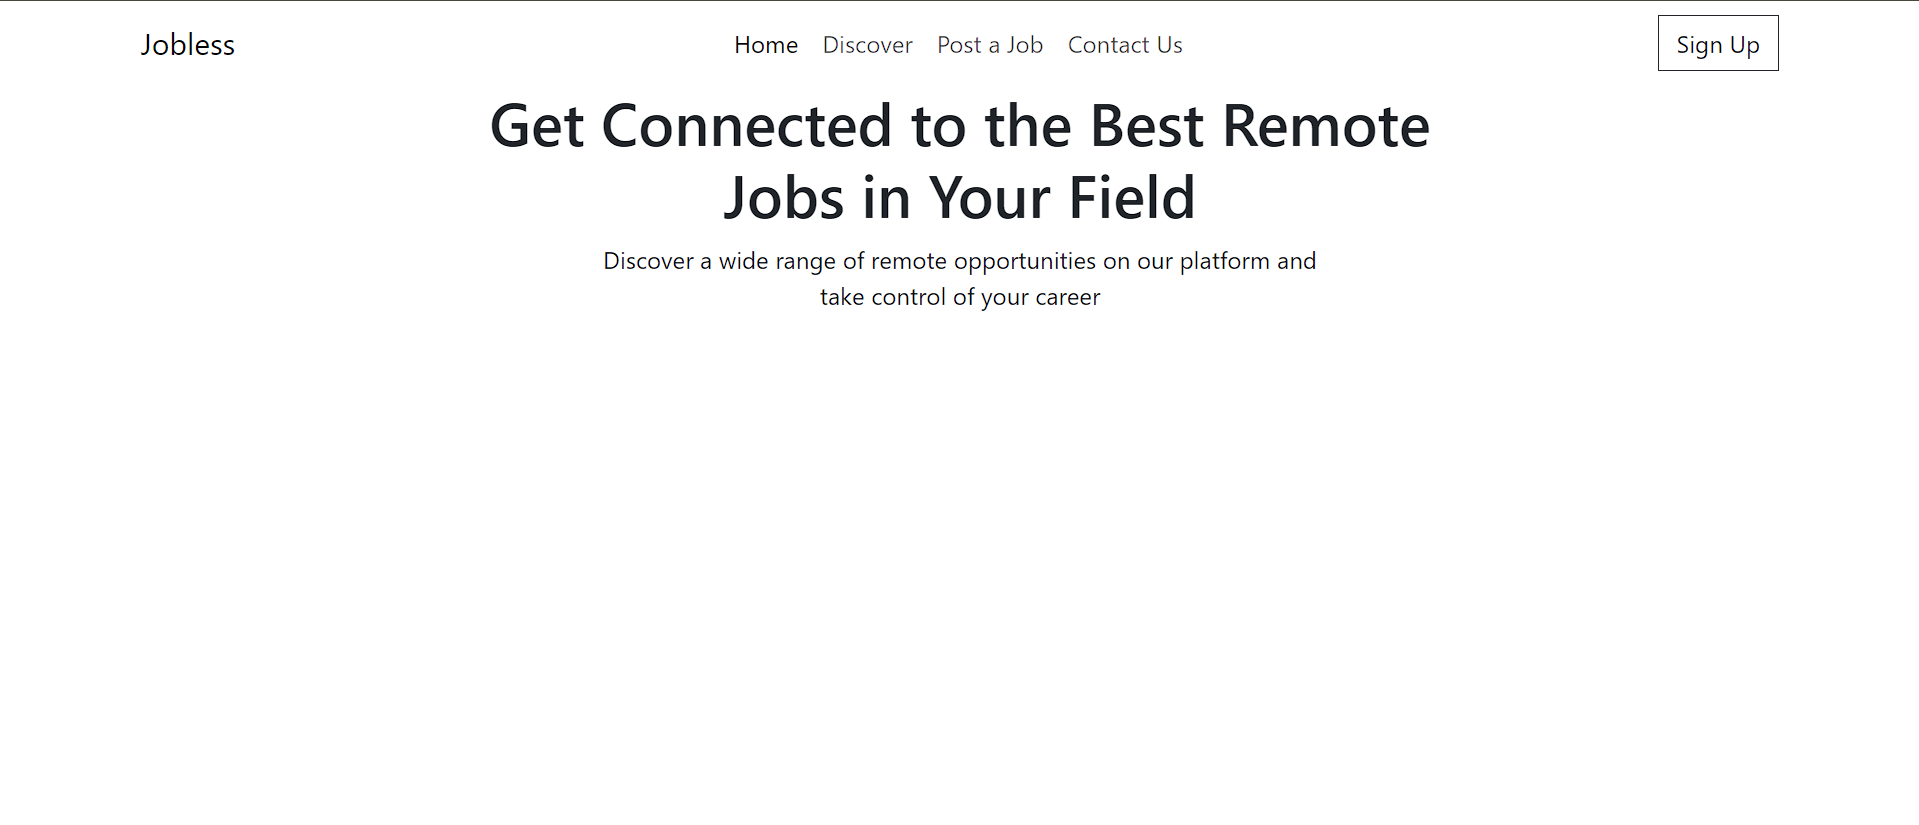 Jobless
Home Discover Post a Job Contact Us
Sign Up
Get Connected to the Best Remote
Jobs in Your Field
Discover a wide range of remote opportunities on our platform and
take control of your career